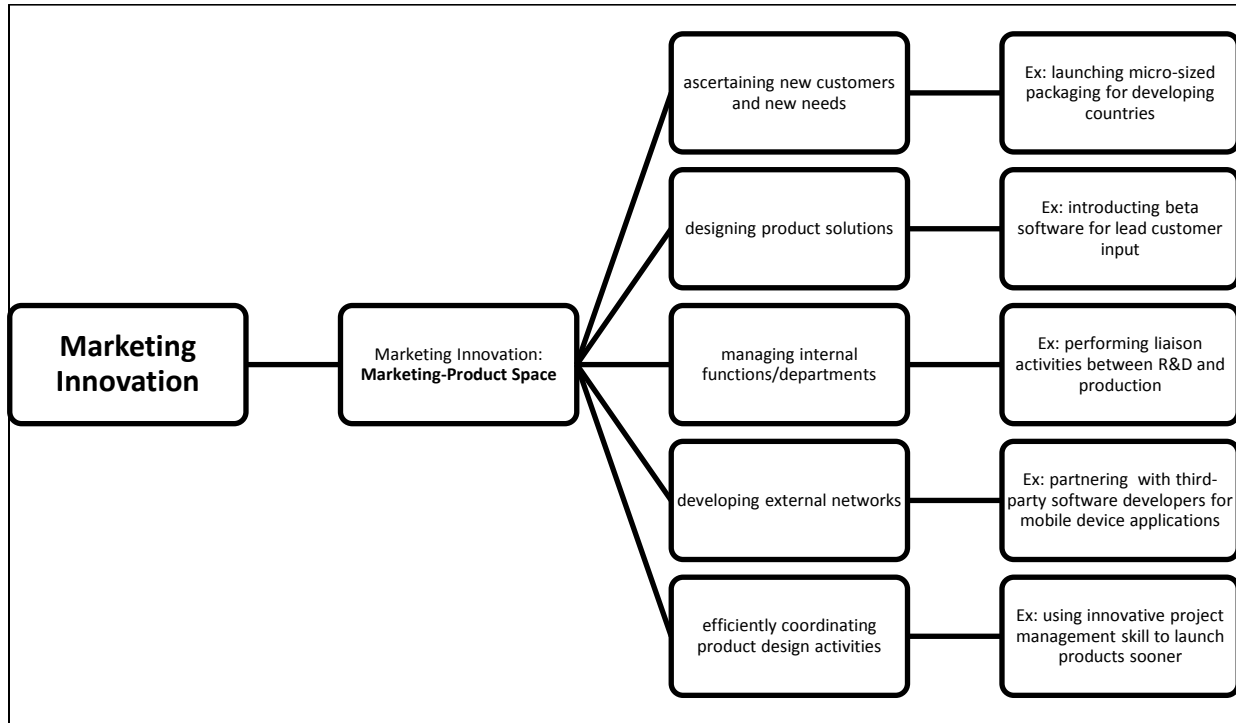 Marketing
Innovation
Marketing Innovation:
Marketing-Product Space
ascertaining new customers
and new needs
Ex: launching micro-sized
packaging for developing
countries
designing product solutions
Ex: introducting beta
software for lead customer
input
managing internal
functions/departments
Ex: performing liaison
activities between R&D and
production
developing external networks
Ex: partnering  with third-
party software developers for
mobile device applications
efficiently coordinating
product design activities
Ex: using innovative project
management skill to launch
products sooner